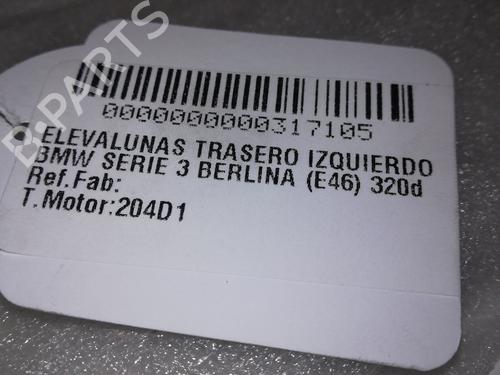 B-PARTS
0000000000317105
ELEVALUNAS TRASERO IZQUIERDO
BMW SERIE 3 BERLINA (E46) 320d
Ref.Fab:
T.Motor:204D1